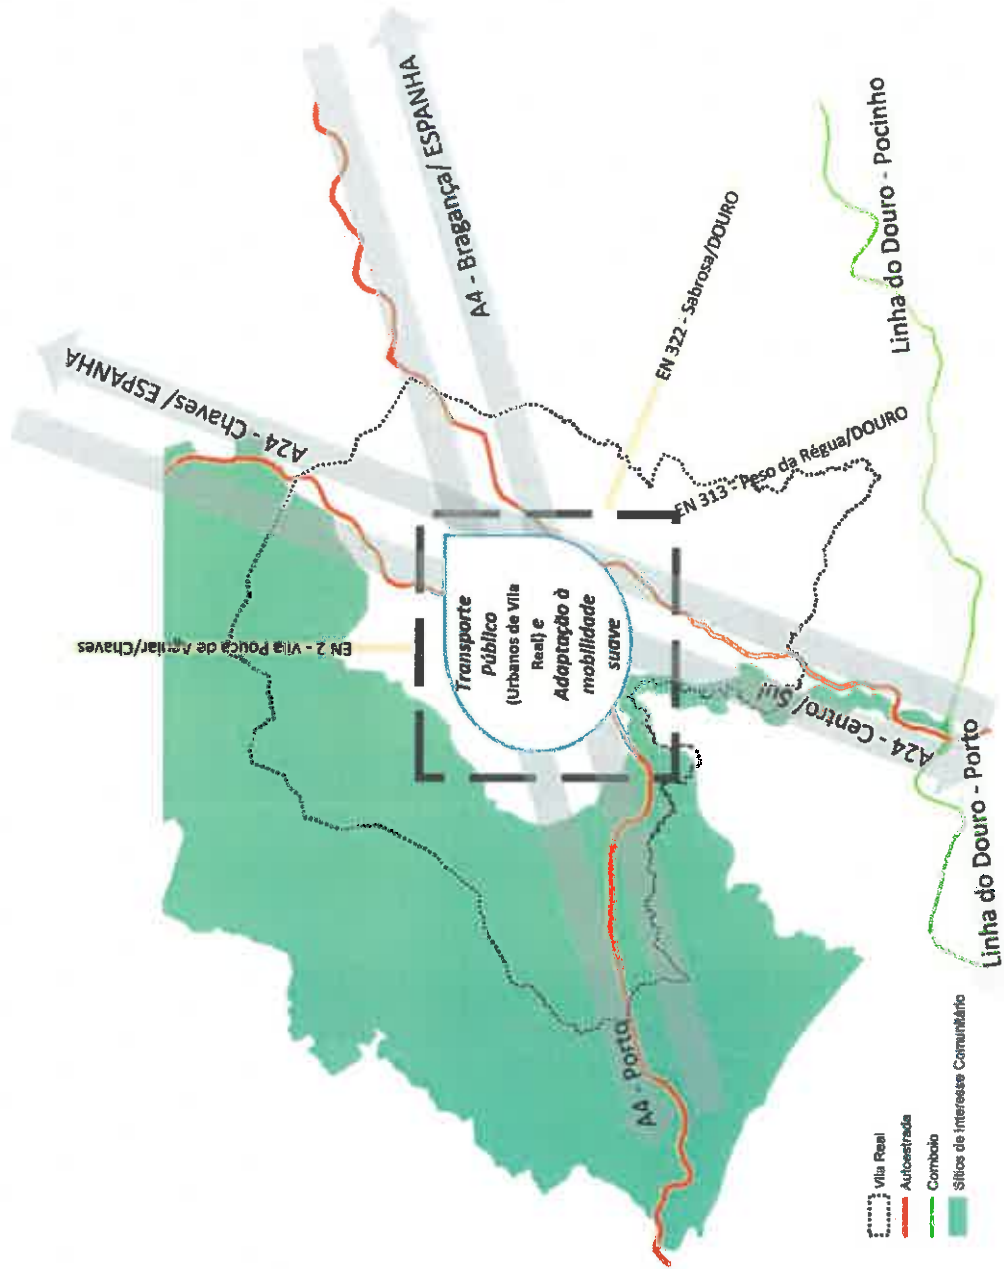 A24 - Chaves/ ESPANHA
A4 - Bragança/ ESPANHA
EN 2 - Vila Pouca de Aguiar/Chaves
EN 322 - Sabrosa/DOURO
EN 313 - Peso da Régua/DOURO
Transporte
Público
(Urbanos de Vila
Real) e
Adaptação à
mobilidade
suave
A4 - Porto
A24 - Centro/ Sul
Linha do Douro - Pocinho
Linha do Douro - Porto
Vila Real
Autoestrada
Comboio
Sítios de Interesse Comunitário